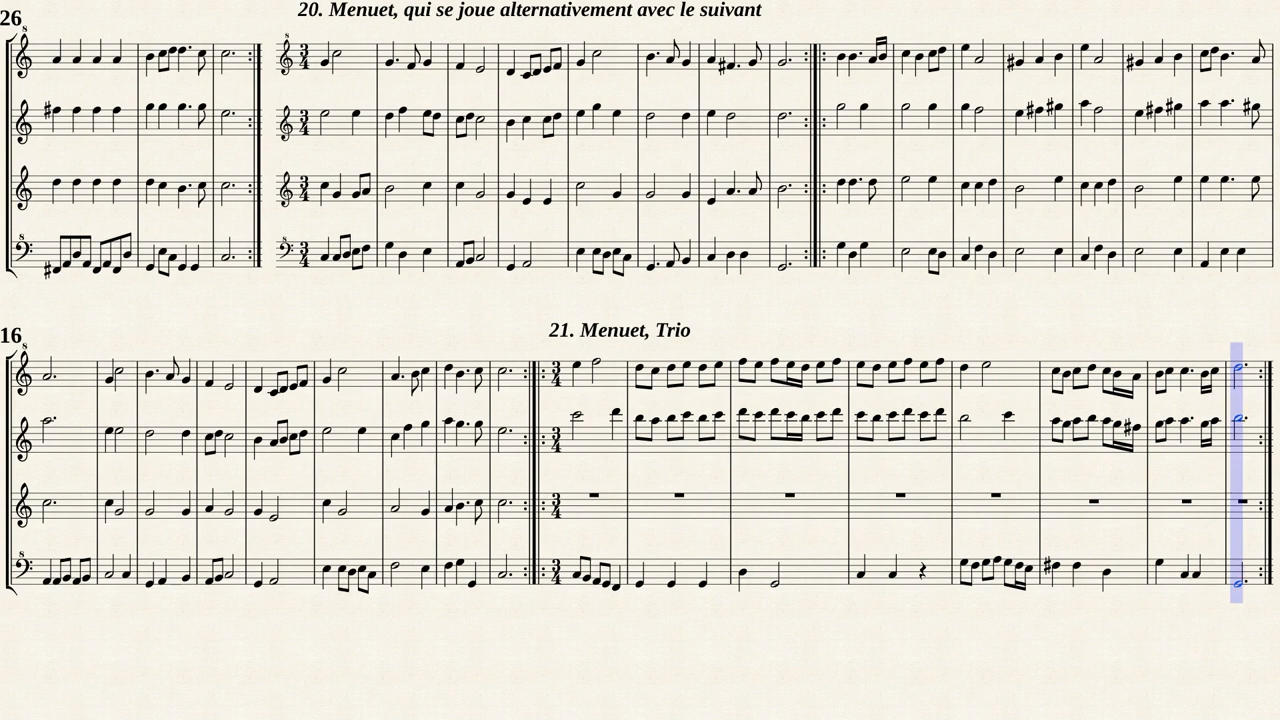 20. Menuet, qui se joue alternativement avec le suivant
26
16
21. Menuet, Trio